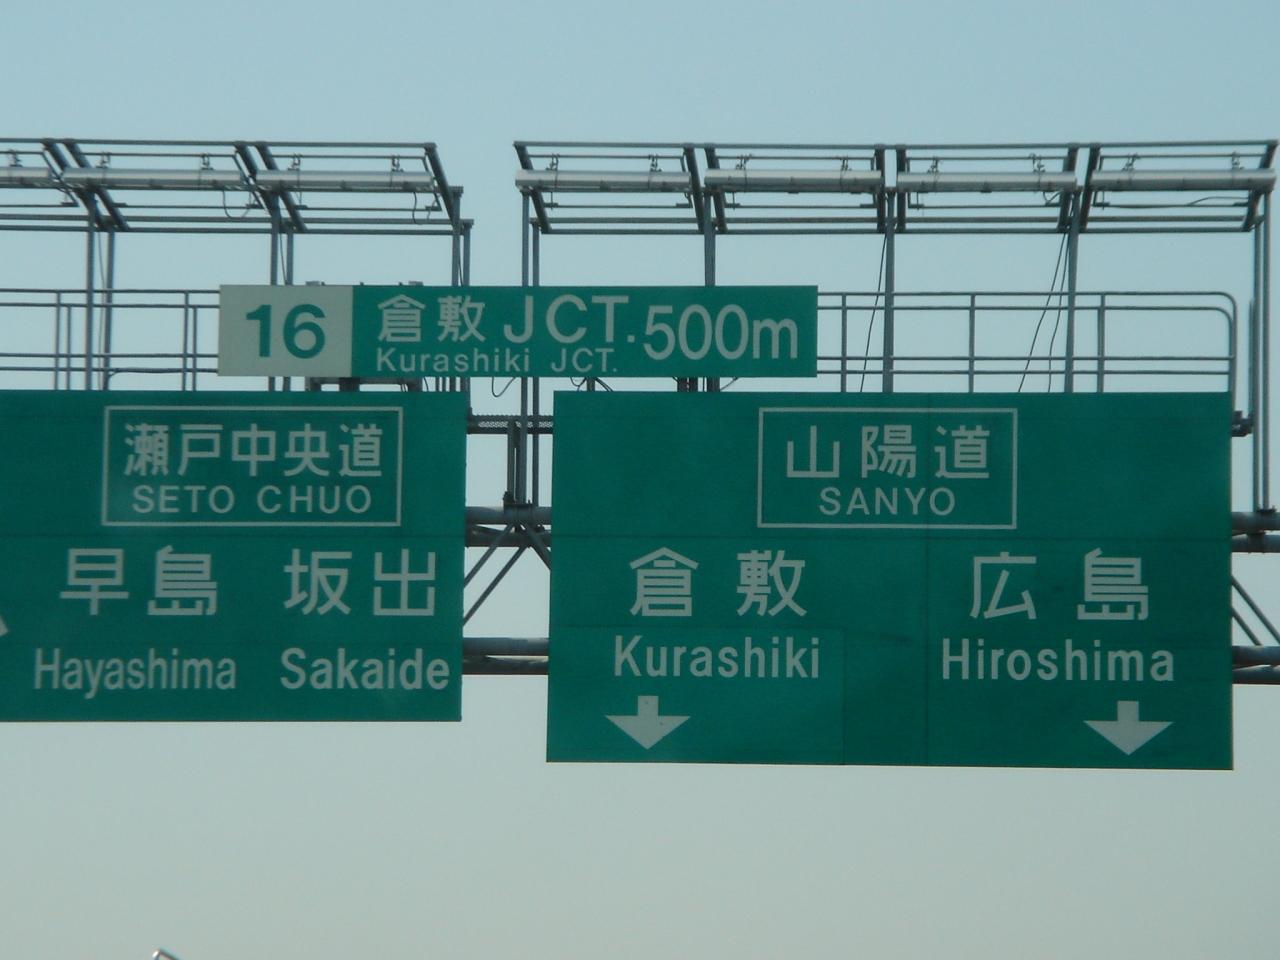 16 倉敷 JCT. 500m
Kurashiki JCT.
瀬戸中央道
SETO CHUO
早島 坂出
Hayashima Sakaide
山陽道
SANYO
倉敷 広島
Kurashiki Hiroshima